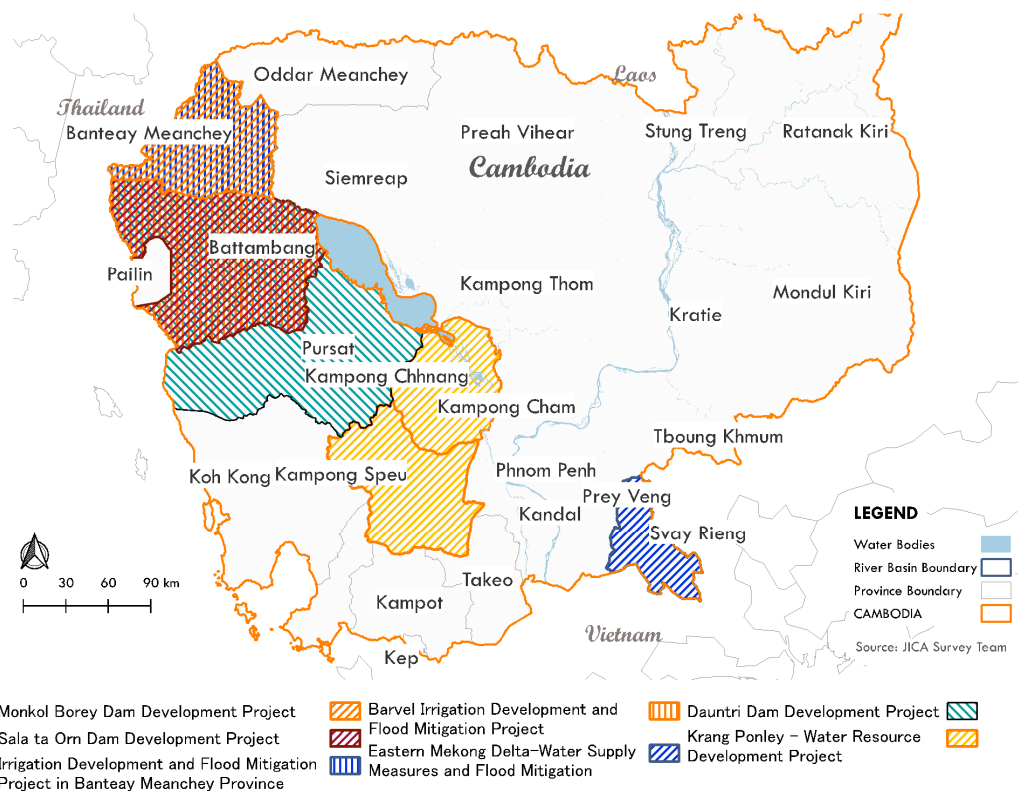 Oddar Meanchey
Laos
Thailand
Banteay Meanchey
Preah Vihear
Stung Treng
Ratanak Kiri
Cambodia
Siemreap
Battambang
Pailin
Kampong Thom
Mondul Kiri
Kratie
Pursat
Kampong Chhnang
Kampong Cham
Tboung Khmum
Koh Kong
Kampong Speu
Phnom Penh
Prey Veng
Kandal
Svay Rieng
Takeo
Kampot
Kep
Vietnam
0 30 60 90 km
LEGEND
Water Bodies
River Basin Boundary
Province Boundary
CAMBODIA
Source: JICA Survey Team
Monkol Borey Dam Development Project
Sala ta Orn Dam Development Project
Irrigation Development and Flood Mitigation
Project in Banteay Meanchey Province
Barvel Irrigation Development and
Flood Mitigation Project
Eastern Mekong Delta-Water Supply
Measures and Flood Mitigation
Dauntri Dam Development Project
Krang Ponley - Water Resource
Development Project